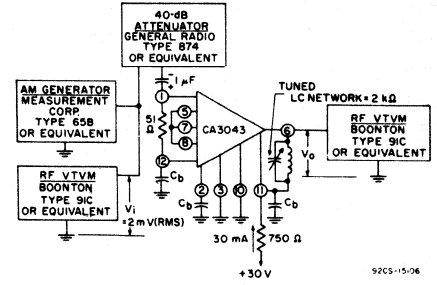 40-dB
ATTENUATOR
GENERAL RADIO
TYPE 874
OR EQUIVALENT
1 μF
AM GENERATOR
MEASUREMENT
CORP.
TYPE 65B
OR EQUIVALENT
51
Ω
1
5
7
8
12
CA3043
2
3
10
11
6
TUNED
LC NETWORK = 2 kΩ
RF VTVM
BOONTON
TYPE 91C
OR EQUIVALENT
Vo
RF VTVM
BOONTON
TYPE 91C
OR EQUIVALENT
Vi
=2 mV(RMS)
Cb
Cb
Cb
30 mA
750 Ω
+30 V